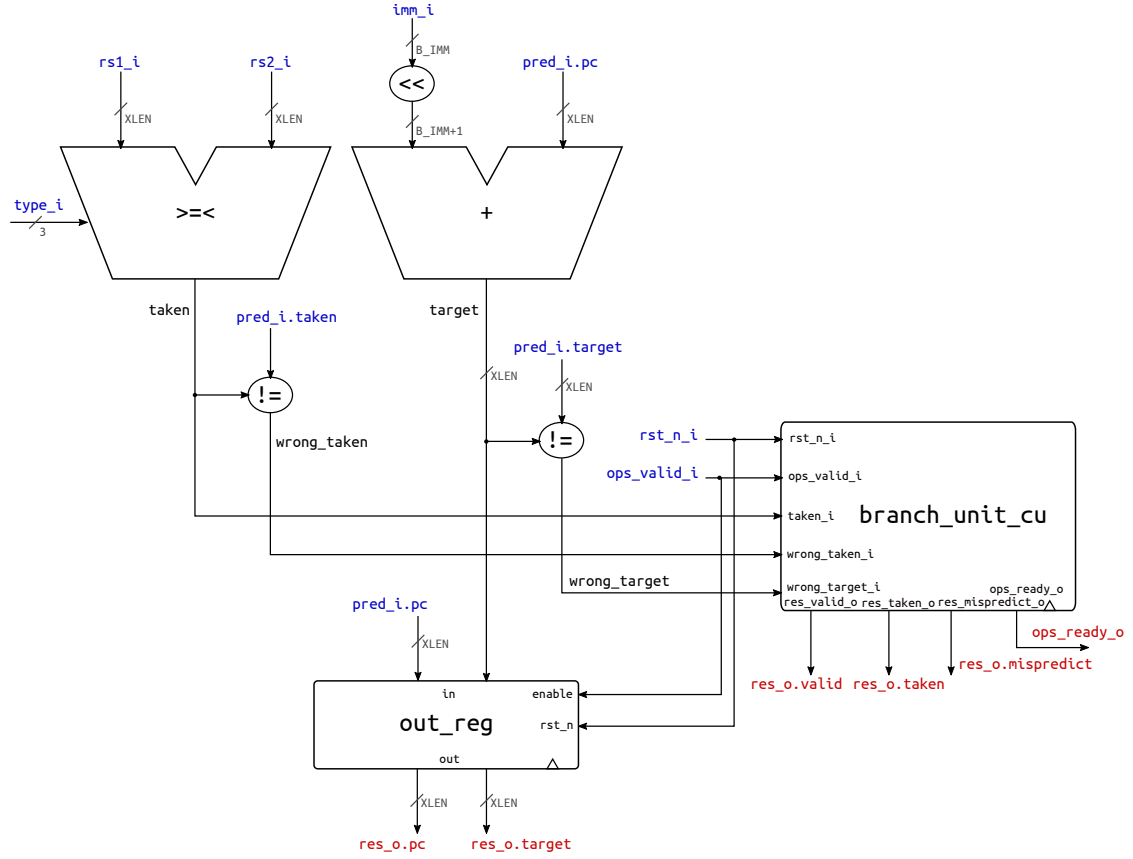 imm_i
B_IMM
rs1_i
rs2_i
pred_i.pc
<<
XLEN
XLEN
B_IMM+1
XLEN
type_i
3
>=<
+
taken
target
pred_i.taken
pred_i.target
XLEN
XLEN
!=
wrong_taken
!=
rst_n_i
rst_n_i
ops_valid_i
ops_valid_i
taken_i
branch_unit_cu
wrong_taken_i
wrong_target
wrong_target_i
ops_ready_o
res_valid_o
res_taken_o
res_mispredict_o
pred_i.pc
XLEN
ops_ready_o
res_o.mispredict
res_o.valid
res_o.taken
in
enable
out_reg
rst_n
out
XLEN
XLEN
res_o.pc
res_o.target